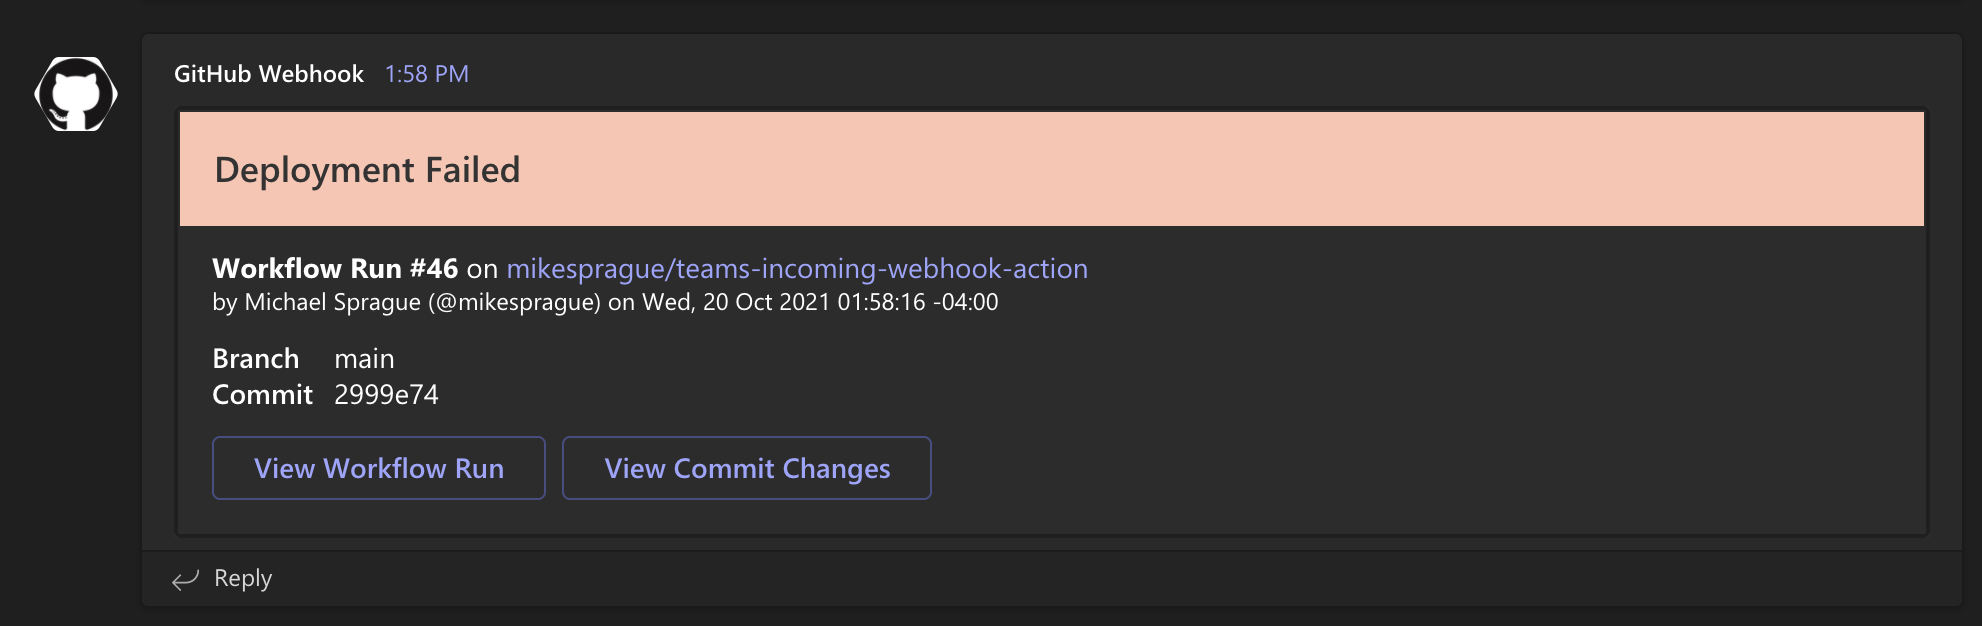 GitHub Webhook 1:58 PM
Deployment Failed
Workflow Run #46 on mikesprague/teams-incoming-webhook-action
by Michael Sprague (@mikesprague) on Wed, 20 Oct 2021 01:58:16 -04:00
Branch main
Commit 2999e74
View Workflow Run View Commit Changes
Reply